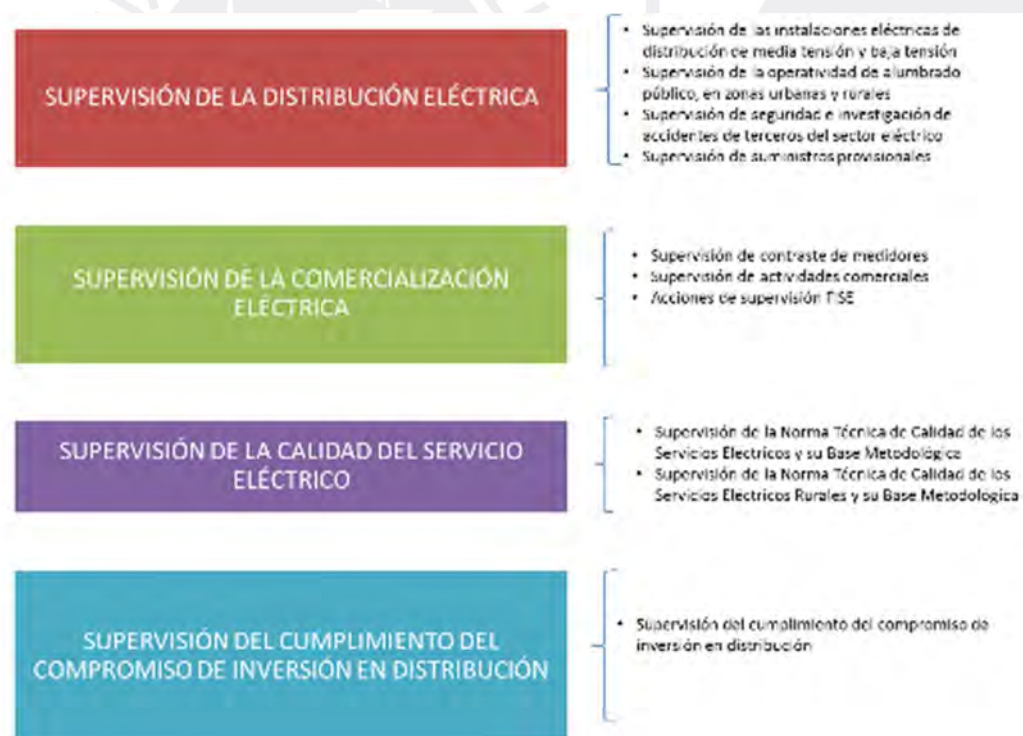 SUPERVISIÓN DE LA DISTRIBUCIÓN ELÉCTRICA
• Supervisión de las instalaciones eléctricas de
distribución de media tensión y baja tensión
• Supervisión de la operatividad de alumbrado
público, en zonas urbanas y rurales
• Supervisión de seguridad e investigación de
accidentes de terceros del sector eléctrico
• Supervisión de suministros provisionales
SUPERVISIÓN DE LA COMERCIALIZACIÓN
ELÉCTRICA
• Supervisión de contraste de medidores
• Supervisión de actividades comerciales
• Acciones de supervisión FISE
SUPERVISIÓN DE LA CALIDAD DEL SERVICIO
ELÉCTRICO
• Supervisión de la Norma Técnica de Calidad de los
Servicios Electricos y su Base Metodológica
• Supervisión de la Norma Técnica de Calidad de los
Servicios Electricos Rurales y su Base Metodológica
SUPERVISIÓN DEL CUMPLIMIENTO DEL
COMPROMISO DE INVERSIÓN EN DISTRIBUCIÓN
• Supervisión del cumplimiento del compromiso de
inversión en distribución